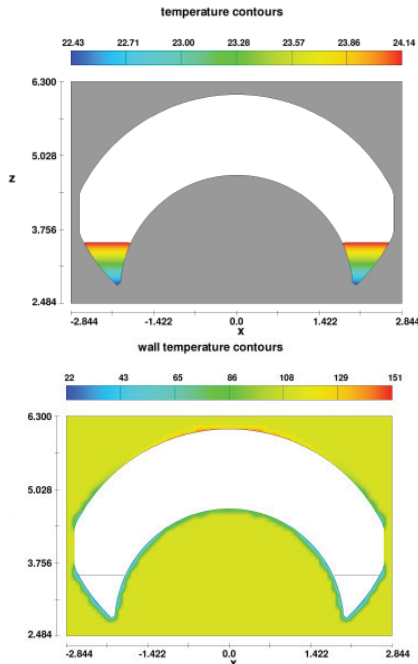 temperature contours
22.43 22.71 23.00 23.28 23.57 23.86 24.14
6.300
5.028
z
3.756
2.484
-2.844 -1.422 0.0 1.422 2.844
x
wall temperature contours
22 43 65 86 108 129 151
6.300
5.028
3.756
2.484
-2.844 -1.422 0.0 1.422 2.844
x